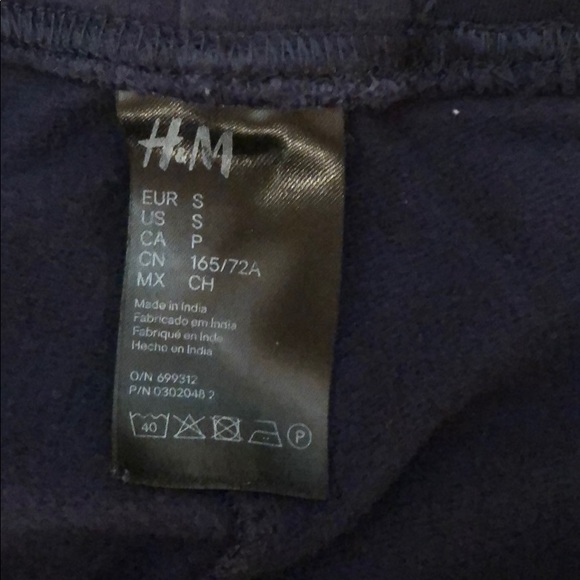 H&M
EUR S
US S
CA P
CN 165/72A
MX CH
Made in India
Fabricado em Índia
Fabriqué en Inde
Hecho en India
O/N 699312
P/N 0302048 2
40
P